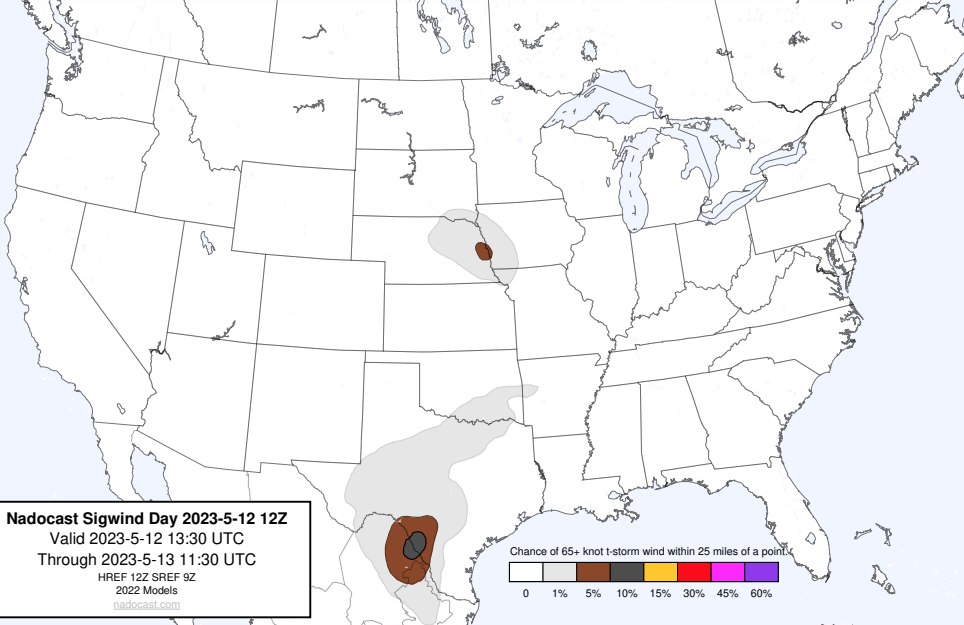 Nadocast Sigwind Day 2023-5-12 12Z
Valid 2023-5-12 13:30 UTC
Through 2023-5-13 11:30 UTC
HREF 12Z SREF 9Z
2022 Models
nadocast.com
Chance of 65+ knot t-storm wind within 25 miles of a point.
0 1% 5% 10% 15% 30% 45% 60%